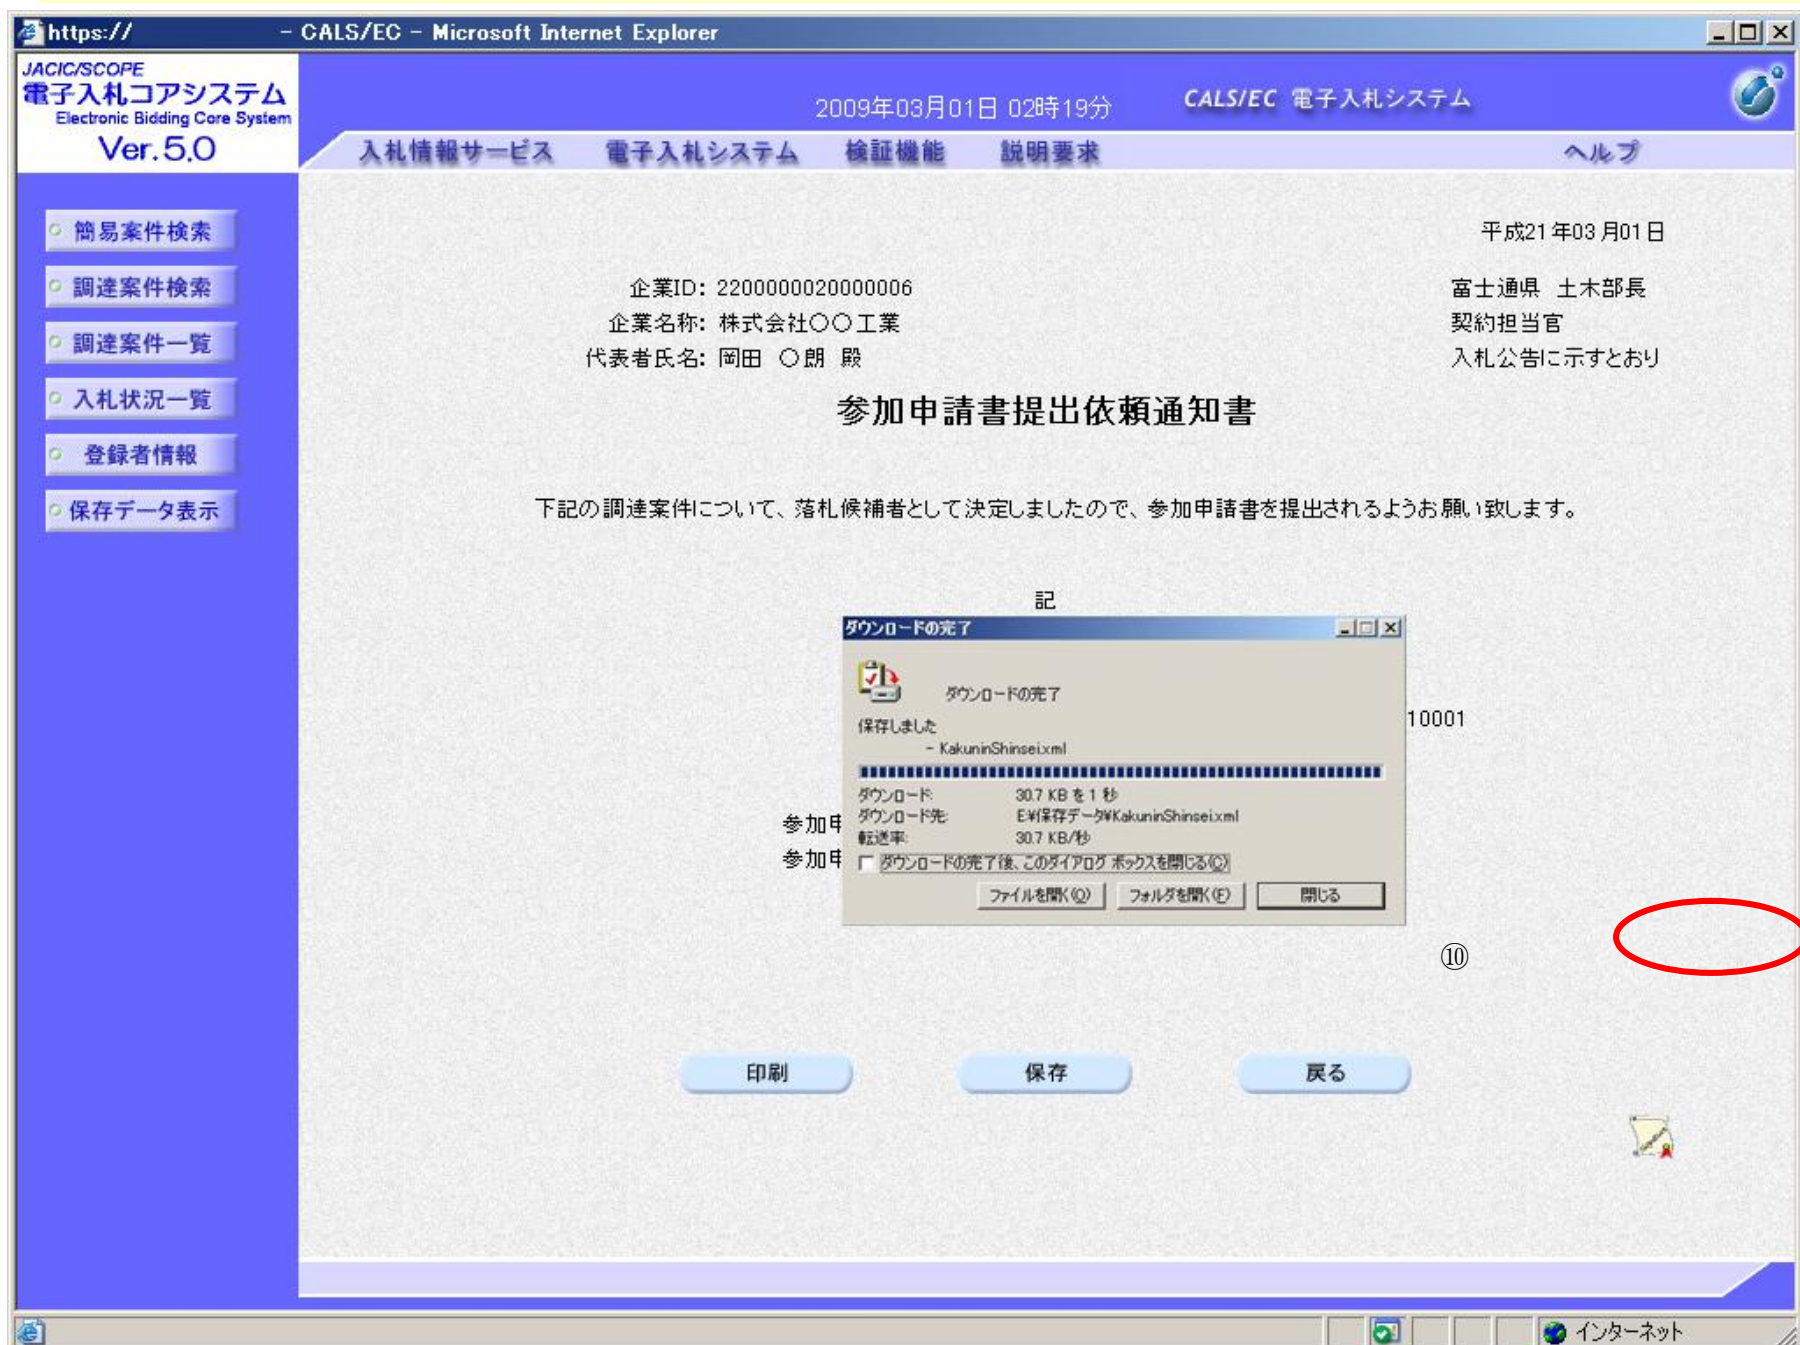 https:// - CALS/EC - Microsoft Internet Explorer
JACIC/SCOPE
電子入札コアシステム
Electronic Bidding Core System
Ver.5.0
2009年03月01日 02時19分
CALS/EC 電子入札システム
入札情報サービス 電子入札システム 検証機能 説明要求 ヘルプ
簡易案件検索
調達案件検索
調達案件一覧
入札状況一覧
登録者情報
保存データ表示
平成21年03月01日
企業ID: 2200000020000006
企業名称: 株式会社〇〇工業
代表者氏名: 岡田 〇朗 殿
富士通県 土木部長
契約担当官
入札公告に示すとおり
参加申請書提出依頼通知書
下記の調達案件について、落札候補者として決定しましたので、参加申請書を提出されるようお願い致します。
記
10001
参加申
参加申
ダウンロードの完了
ダウンロードの完了
保存しました
- KakuninShinsei.xml
ダウンロード: 30.7 KB を 1 秒
ダウンロード先: E:¥保存データ¥KakuninShinsei.xml
転送率: 30.7 KB/秒
ダウンロードの完了後、このダイアログ ボックスを閉じる(C)
ファイルを開く(O) フォルダを開く(F) 閉じる
⑩
印刷 保存 戻る
インターネット